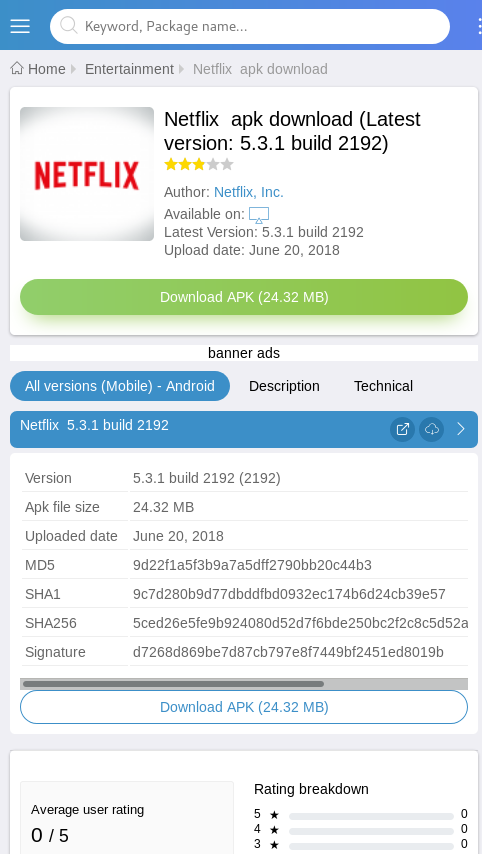 Keyword, Package name...
Home Entertainment Netflix apk download
NETFLIX
Netflix apk download (Latest
version: 5.3.1 build 2192)
Author: Netflix, Inc.
Available on:
Latest Version: 5.3.1 build 2192
Upload date: June 20, 2018
Download APK (24.32 MB)
banner ads
All versions (Mobile) - Android Description Technical
Netflix 5.3.1 build 2192
Version 5.3.1 build 2192 (2192)
Apk file size 24.32 MB
Uploaded date June 20, 2018
MD5 9d22f1a5f3b9a7a5dff2790bb20c44b3
SHA1 9c7d280b9d77dbddfbd0932ec174b6d24cb39e57
SHA256 5ced26e5fe9b924080d52d7f6bde250bc2f2c8c5d52a
Signature d7268d869be7d87cb797e8f7449bf2451ed8019b
Download APK (24.32 MB)
Average user rating
0 / 5
Rating breakdown
5 ★ 0
4 ★ 0
3 ★ 0